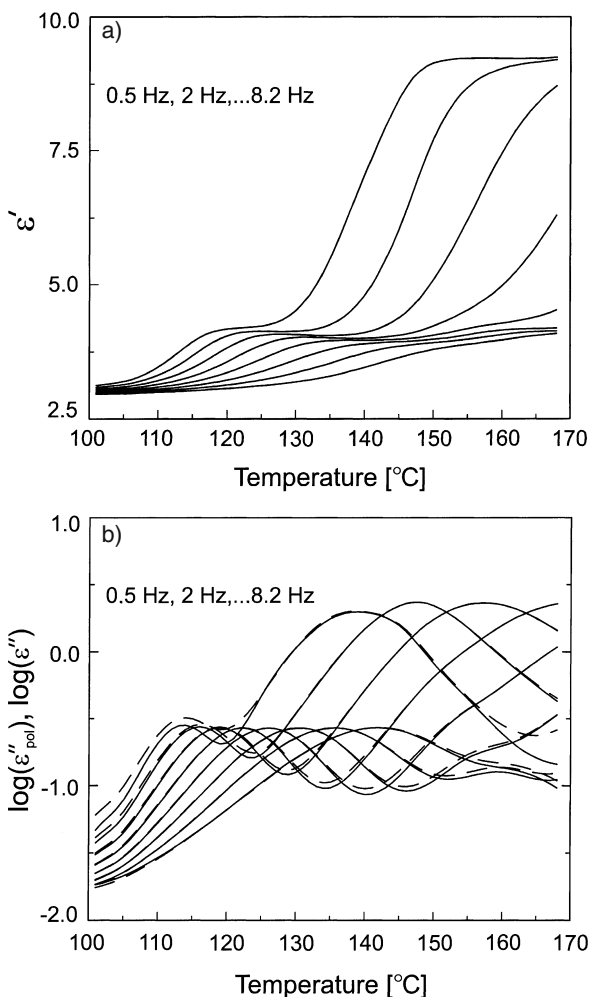 a)
10.0
7.5
5.0
2.5
ε′
0.5 Hz, 2 Hz,...8.2 Hz
100 110 120 130 140 150 160 170
Temperature [°C]
b)
1.0
0.0
-1.0
-2.0
log(ε″pol), log(ε″)
0.5 Hz, 2 Hz,...8.2 Hz
100 110 120 130 140 150 160 170
Temperature [°C]